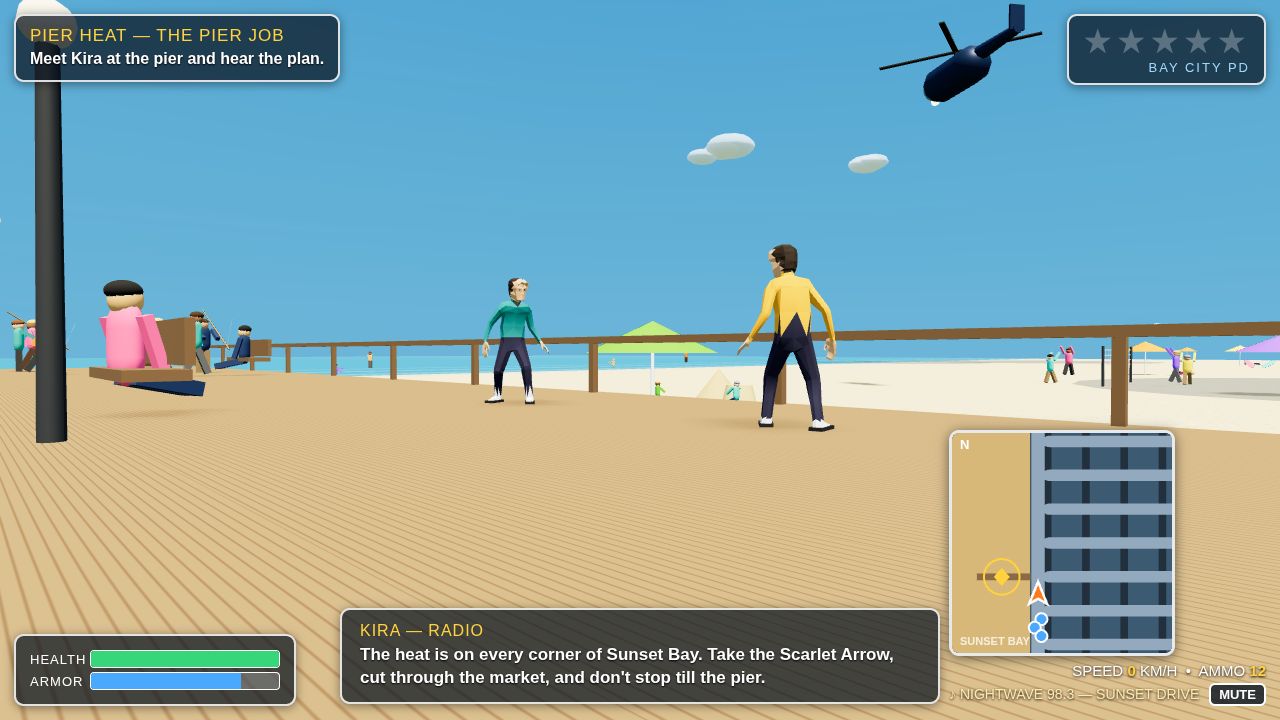 PIER HEAT — THE PIER JOB
Meet Kira at the pier and hear the plan.
BAY CITY PD
N
SUNSET BAY
HEALTH
ARMOR
KIRA — RADIO
The heat is on every corner of Sunset Bay. Take the Scarlet Arrow,
cut through the market, and don't stop till the pier.
SPEED 0 KM/H • AMMO 12
♪ NIGHTWAVE 98.3 — SUNSET DRIVE
MUTE